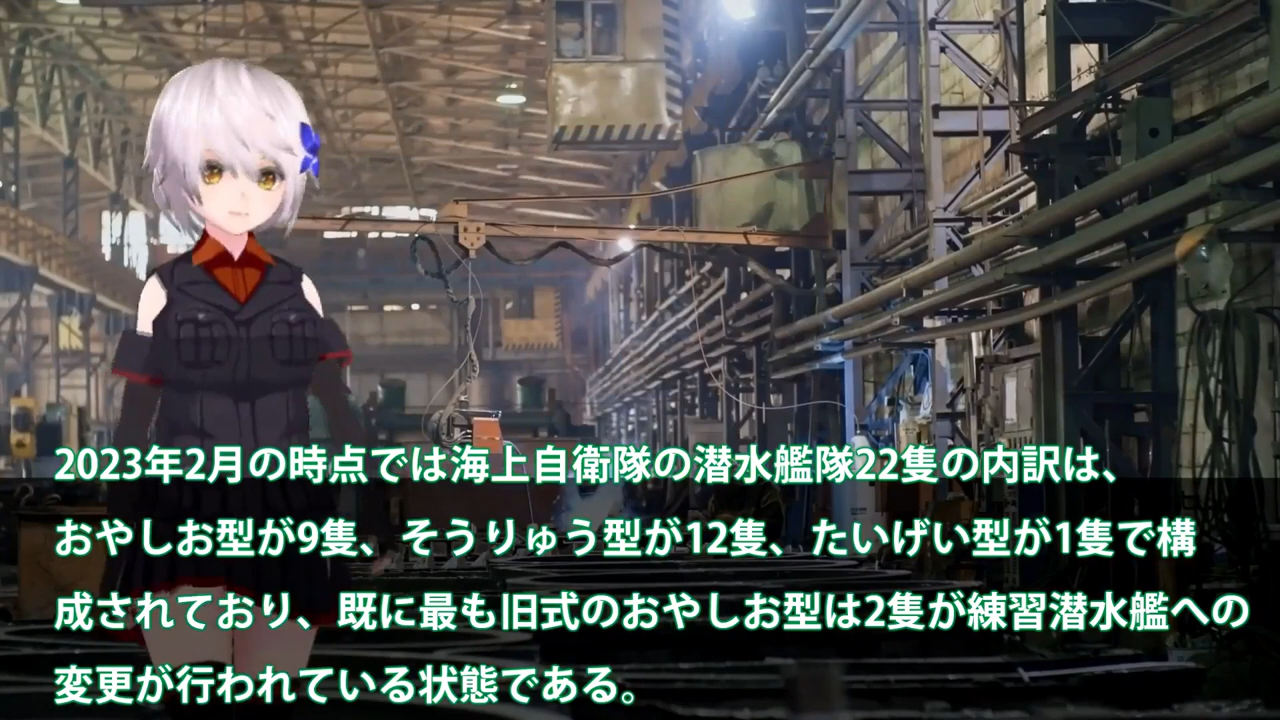 2023年2月の時点では海上自衛隊の潜水艦隊22隻の内訳は、
おやしお型が9隻、そうりゅう型が12隻、たいげい型が1隻で構
成されており、既に最も旧式のおやしお型は2隻が練習潜水艦への
変更が行われている状態である。